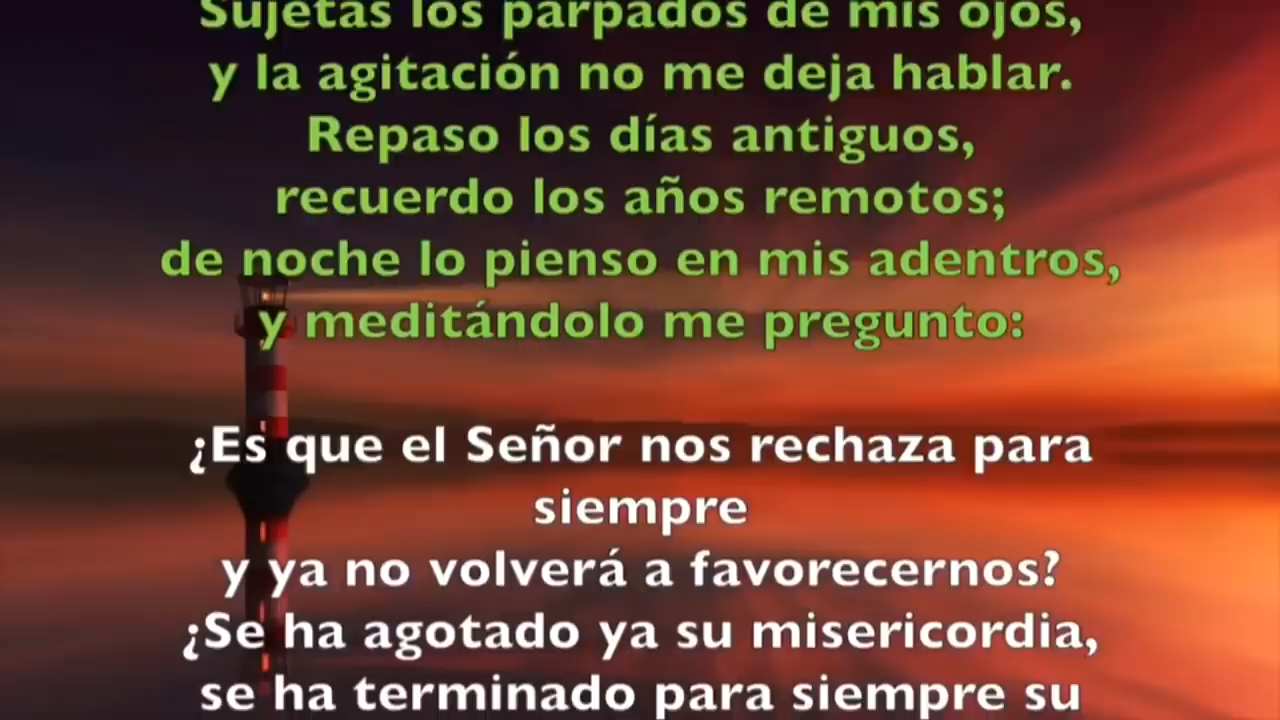 Sujetas los párpados de mis ojos,
y la agitación no me deja hablar.
Repaso los días antiguos,
recuerdo los años remotos;
de noche lo pienso en mis adentros,
y meditándolo me pregunto:
¿Es que el Señor nos rechaza para
siempre
y ya no volverá a favorecernos?
¿Se ha agotado ya su misericordia,
se ha terminado para siempre su